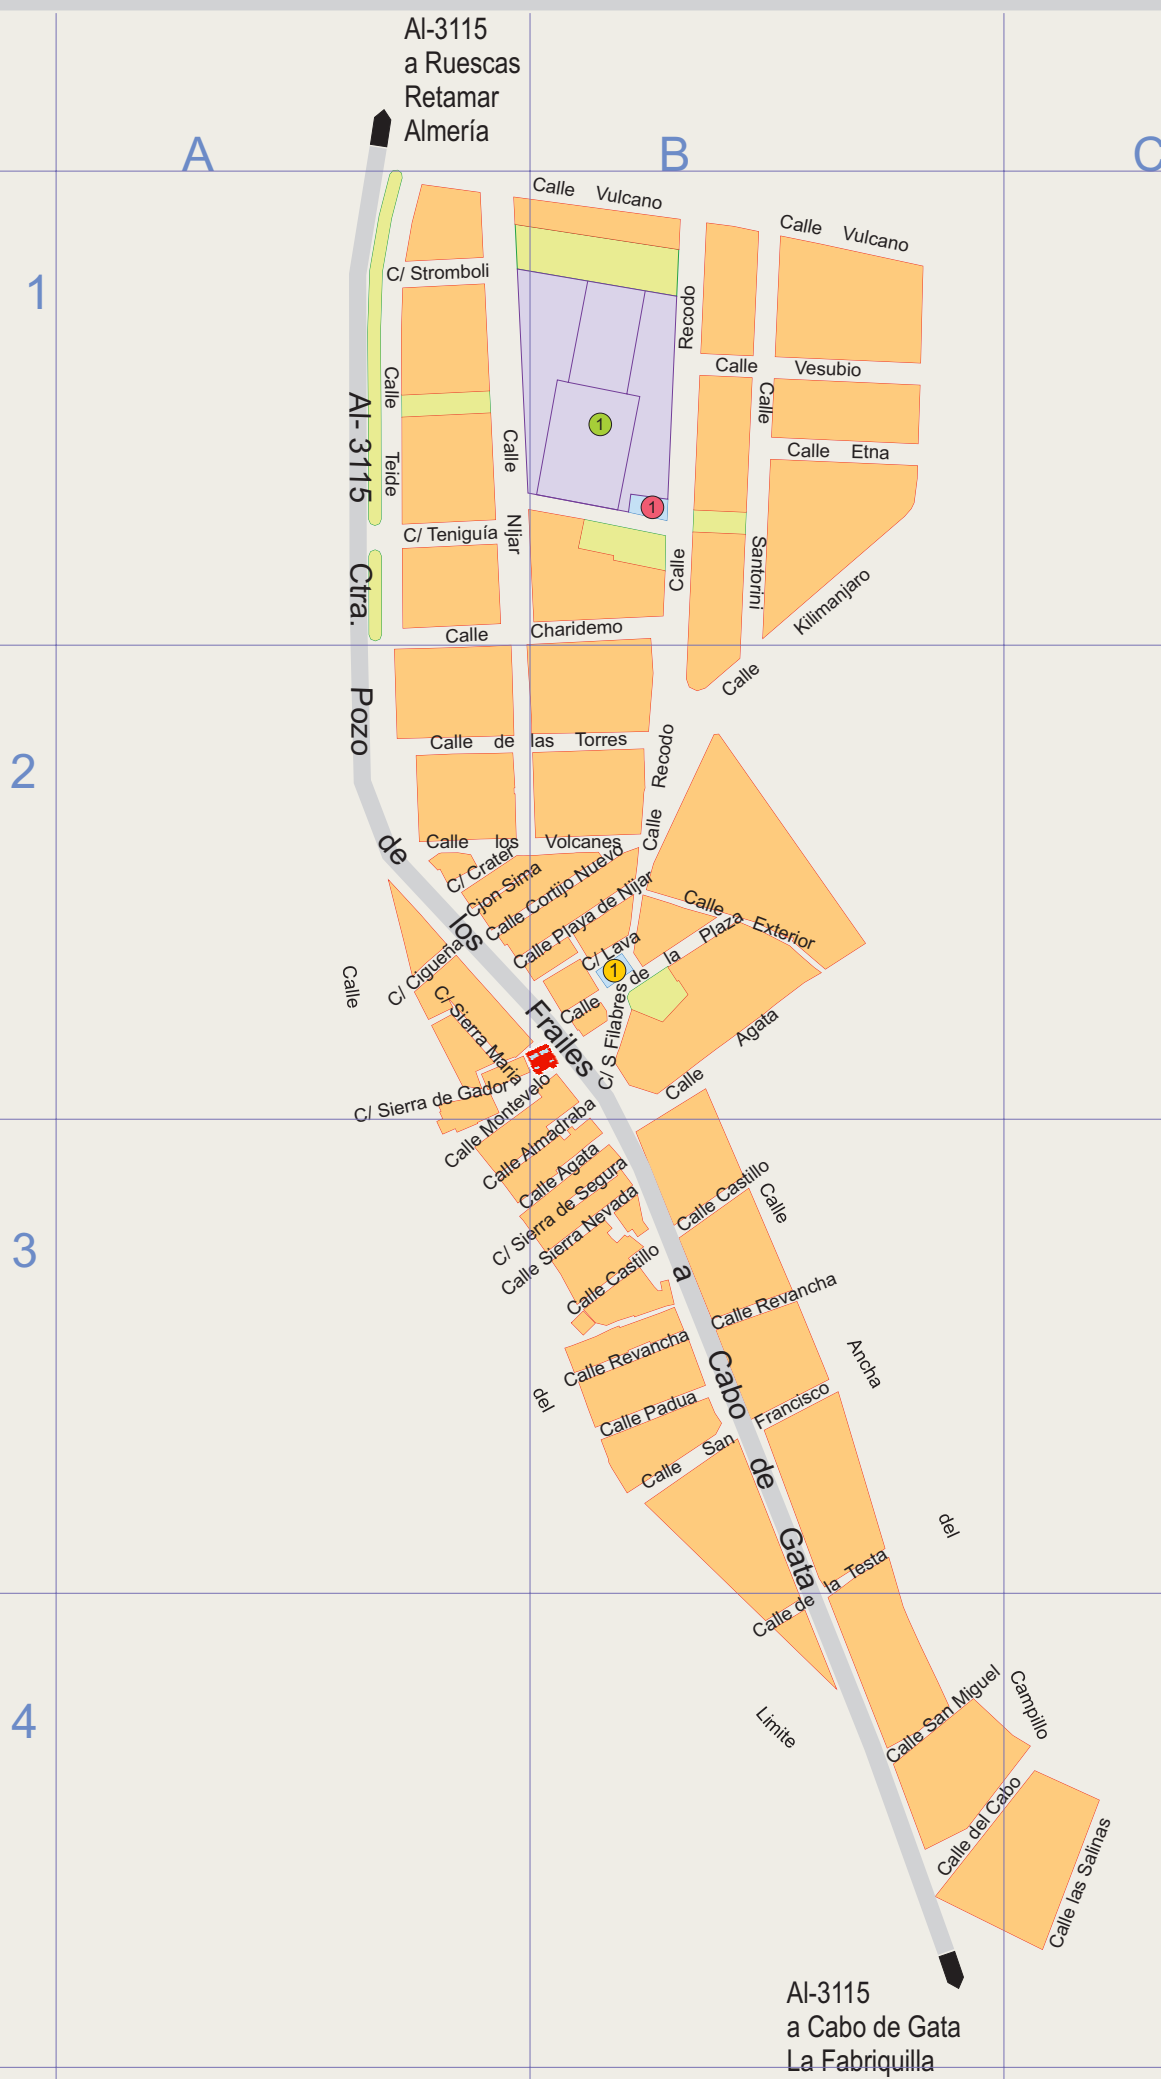 Al-3115
a Ruescas
Retamar
Almería
A
B
C
1
2
3
4
Calle Vulcano
Calle Vulcano
C/ Stromboli
Recodo
Calle Vesubio
Calle
Calle Teide
Al- 3115
Calle
Calle Etna
1
1
NIjar
C/ Teniguía
Calle
Santorini
Kilimanjaro
Ctra.
Calle Charidemo
Calle
Pozo
Calle de las Torres
Calle Recodo
Calle los Volcanes
de
C/ Crater
Cjon Sima
Calle Cortijo Nuevo
Calle Playa de Nijar
Calle Exterior
los
C/ Lava
1
Calle de la Plaza
C/ Cigueña
Calle
C/ Sierra Maria
Frailes
C/ S Filabres
Calle Agata
C/ Sierra de Gador
Calle Montevelo
Calle Almadraba
Calle Agata
C/ Sierra de Segura
Calle Sierra Nevada
Calle Castillo
Calle Castillo
Calle
a
Calle Revancha
Calle Revancha
Cabo
Ancha
del
Calle Padua
Calle San Francisco
de
del
Gata
Calle de la Testa
Calle San Miguel
Campillo
Limite
Calle del Cabo
Calle las Salinas
Al-3115
a Cabo de Gata
La Fabriquilla